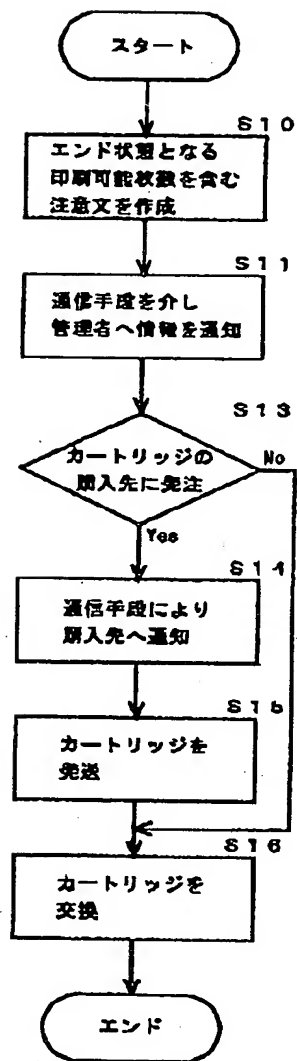 スタート
S10
エンド状態となる
印刷可能枚数を含む
注意文を作成
S11
通信手段を介し
管理者へ情報を通知
S13
カートリッジの
購入先に発注
No
Yes
S14
通信手段により
購入先へ通知
S15
カートリッジを
発送
S16
カートリッジを
交換
エンド